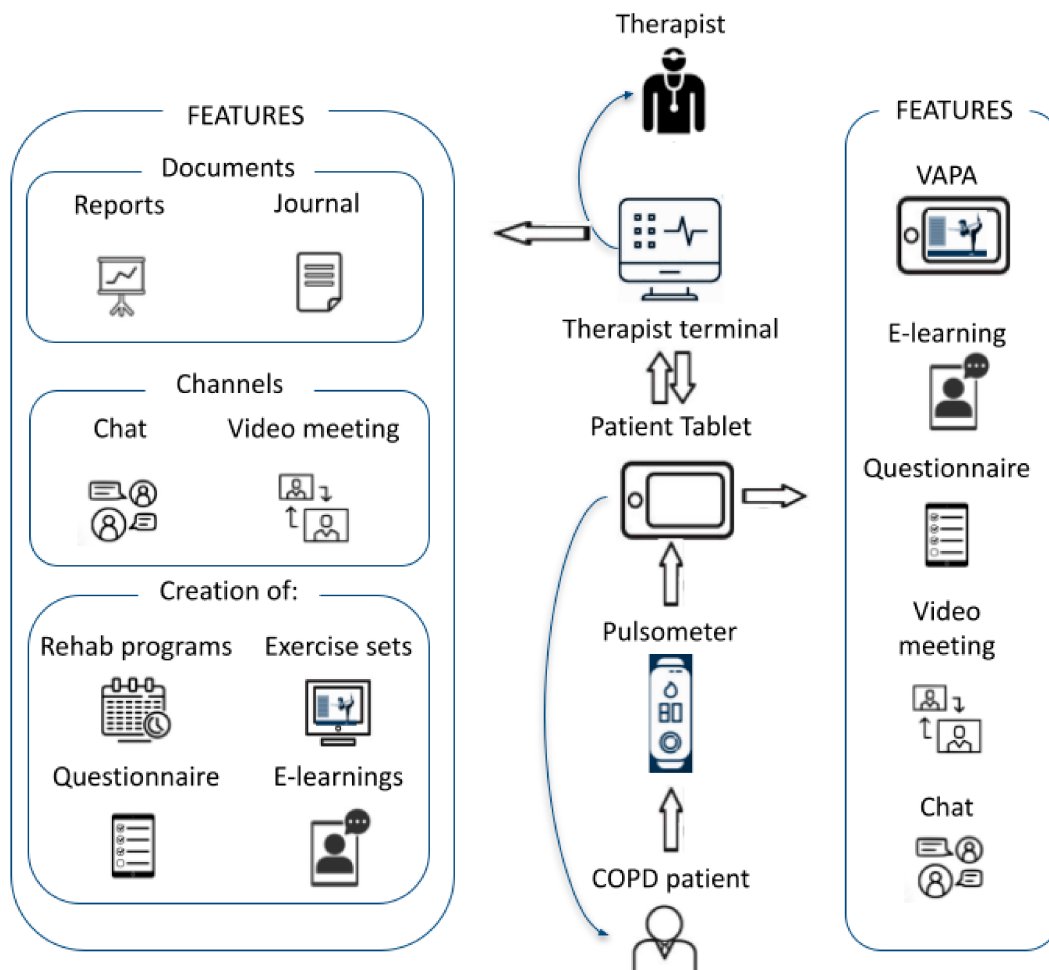 Therapist
FEATURES
Documents
Reports
Journal
Channels
Chat
Video meeting
Creation of:
Rehab programs
Exercise sets
Questionnaire
E-learnings
Therapist terminal
Patient Tablet
Pulsometer
COPD patient
FEATURES
VAPA
E-learning
Questionnaire
Video
meeting
Chat